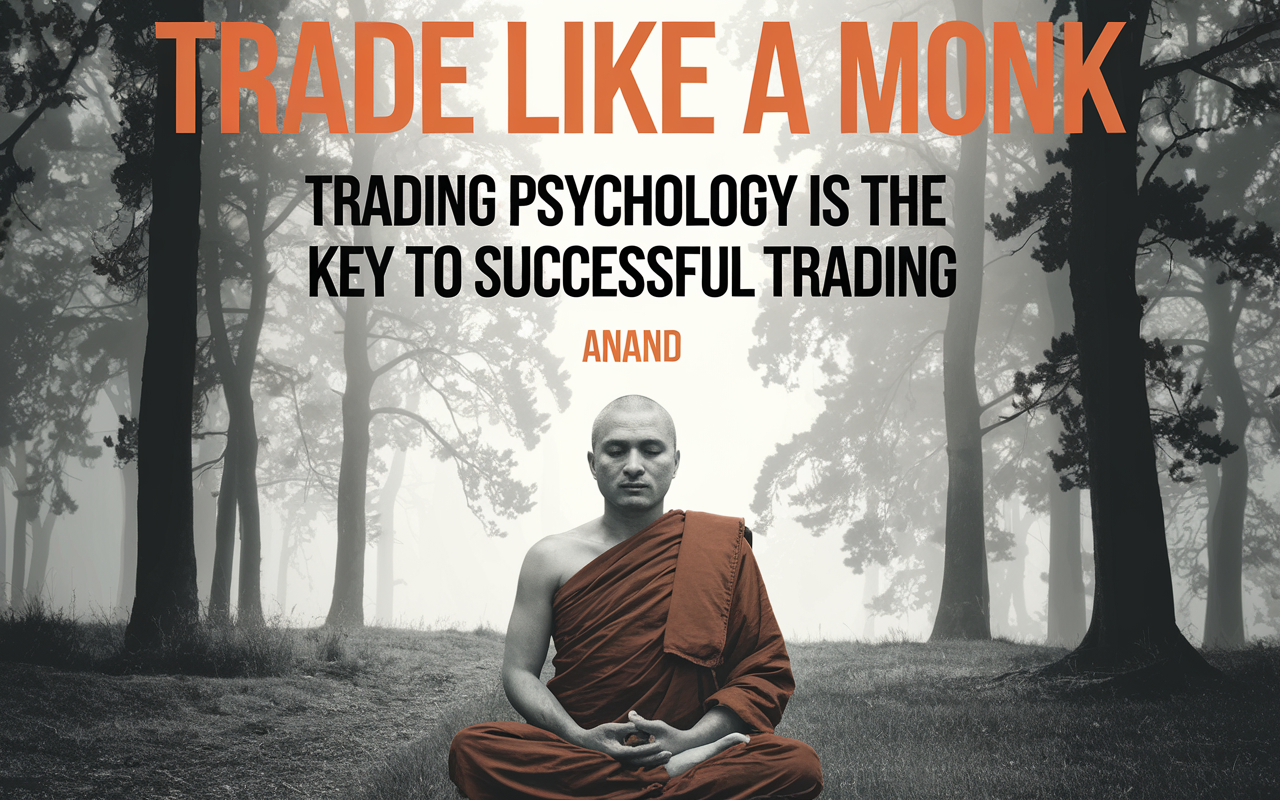 TRADE LIKE A MONK
TRADING PSYCHOLOGY IS THE
KEY TO SUCCESSFUL TRADING
ANAND